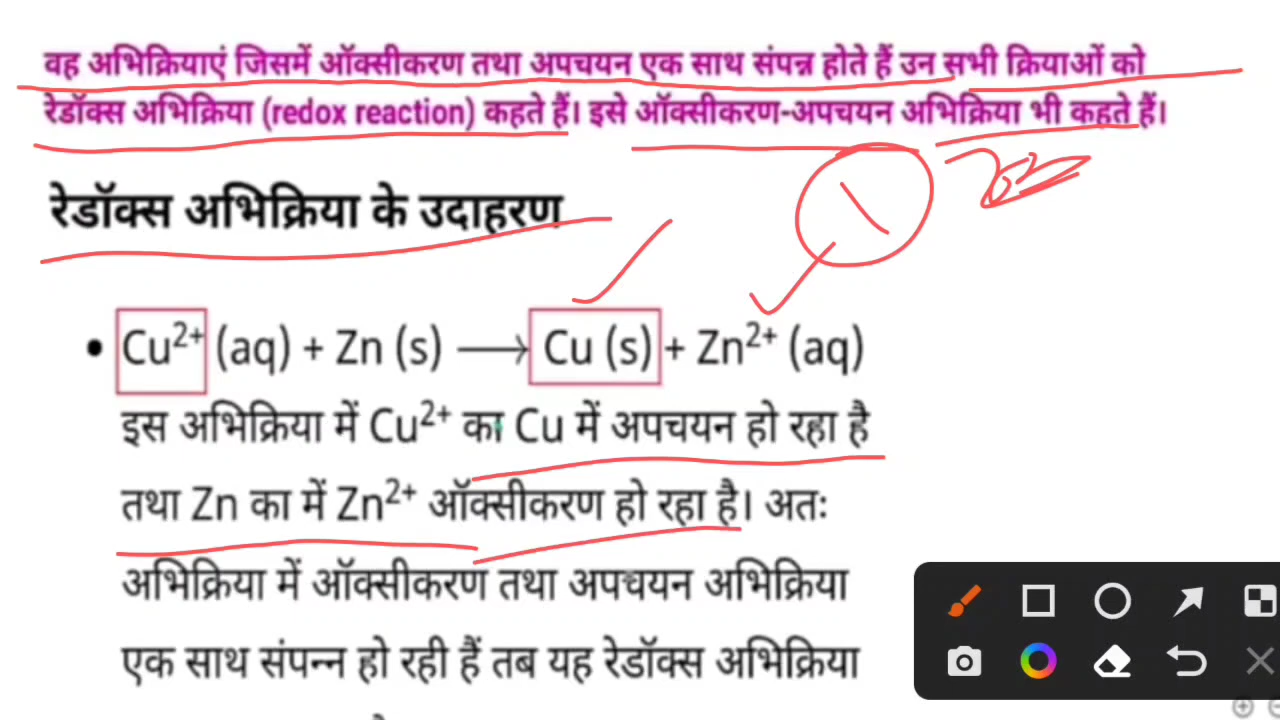 वह अभिक्रियाएं जिसमें ऑक्सीकरण तथा अपचयन एक साथ संपन्न होते हैं उन सभी क्रियाओं को
रेडॉक्स अभिक्रिया (redox reaction) कहते हैं। इसे ऑक्सीकरण-अपचयन अभिक्रिया भी कहते हैं।
रेडॉक्स अभिक्रिया के उदाहरण
• Cu²⁺ (aq) + Zn (s) ⟶ Cu (s) + Zn²⁺ (aq)
इस अभिक्रिया में Cu²⁺ का Cu में अपचयन हो रहा है
तथा Zn का में Zn²⁺ ऑक्सीकरण हो रहा है। अतः
अभिक्रिया में ऑक्सीकरण तथा अपचयन अभिक्रिया
एक साथ संपन्न हो रही हैं तब यह रेडॉक्स अभिक्रिया